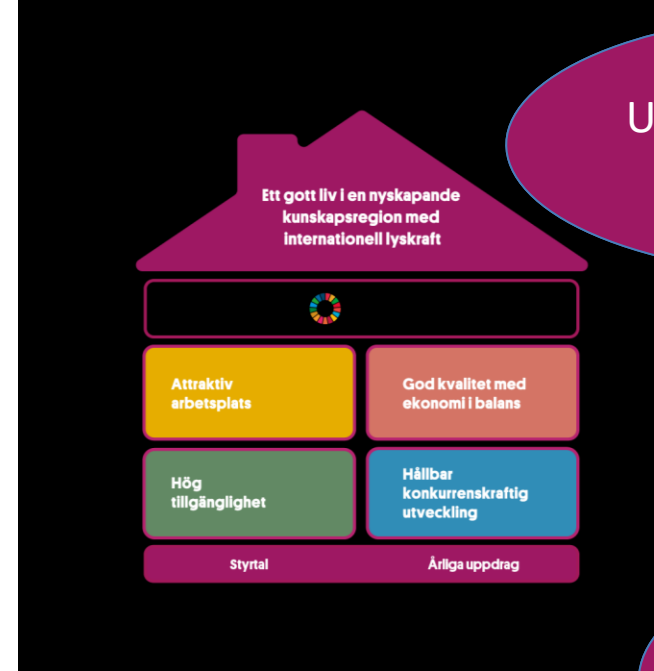 U
Ett gott liv i en nyskapande
kunskapsregion med
internationell lyskraft
Attraktiv
arbetsplats
God kvalitet med
ekonomi i balans
Hög
tillgänglighet
Hållbar
konkurrenskraftig
utveckling
Styrtal
Årliga uppdrag